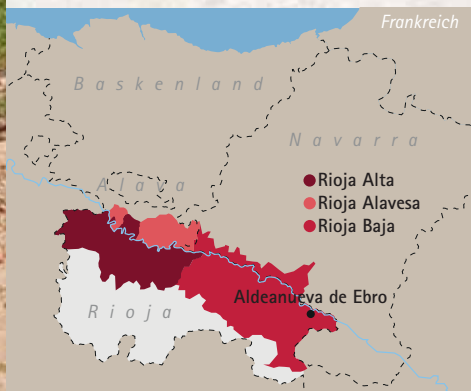 Frankreich
Baskenland
Navarra
Alava
Rioja Alta
Rioja Alavesa
Rioja Baja
Aldeanueva de Ebro
Rioja